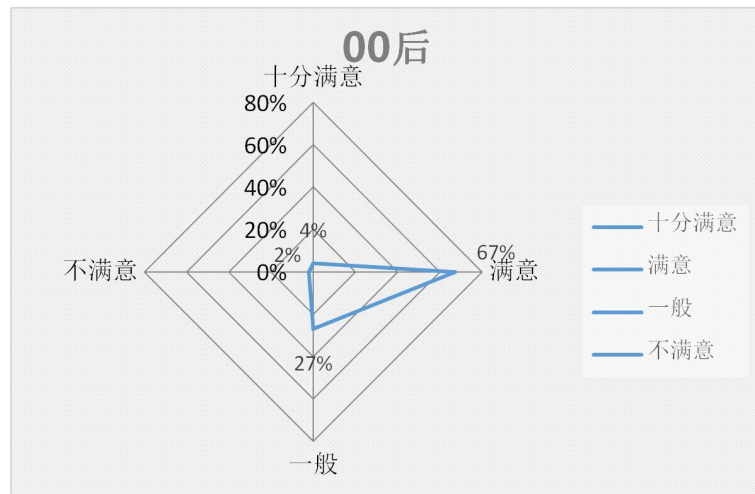 00后
十分满意
80%
60%
40%
20%
4%
2%
0%
67%
满意
不满意
27%
一般
十分满意
满意
一般
不满意